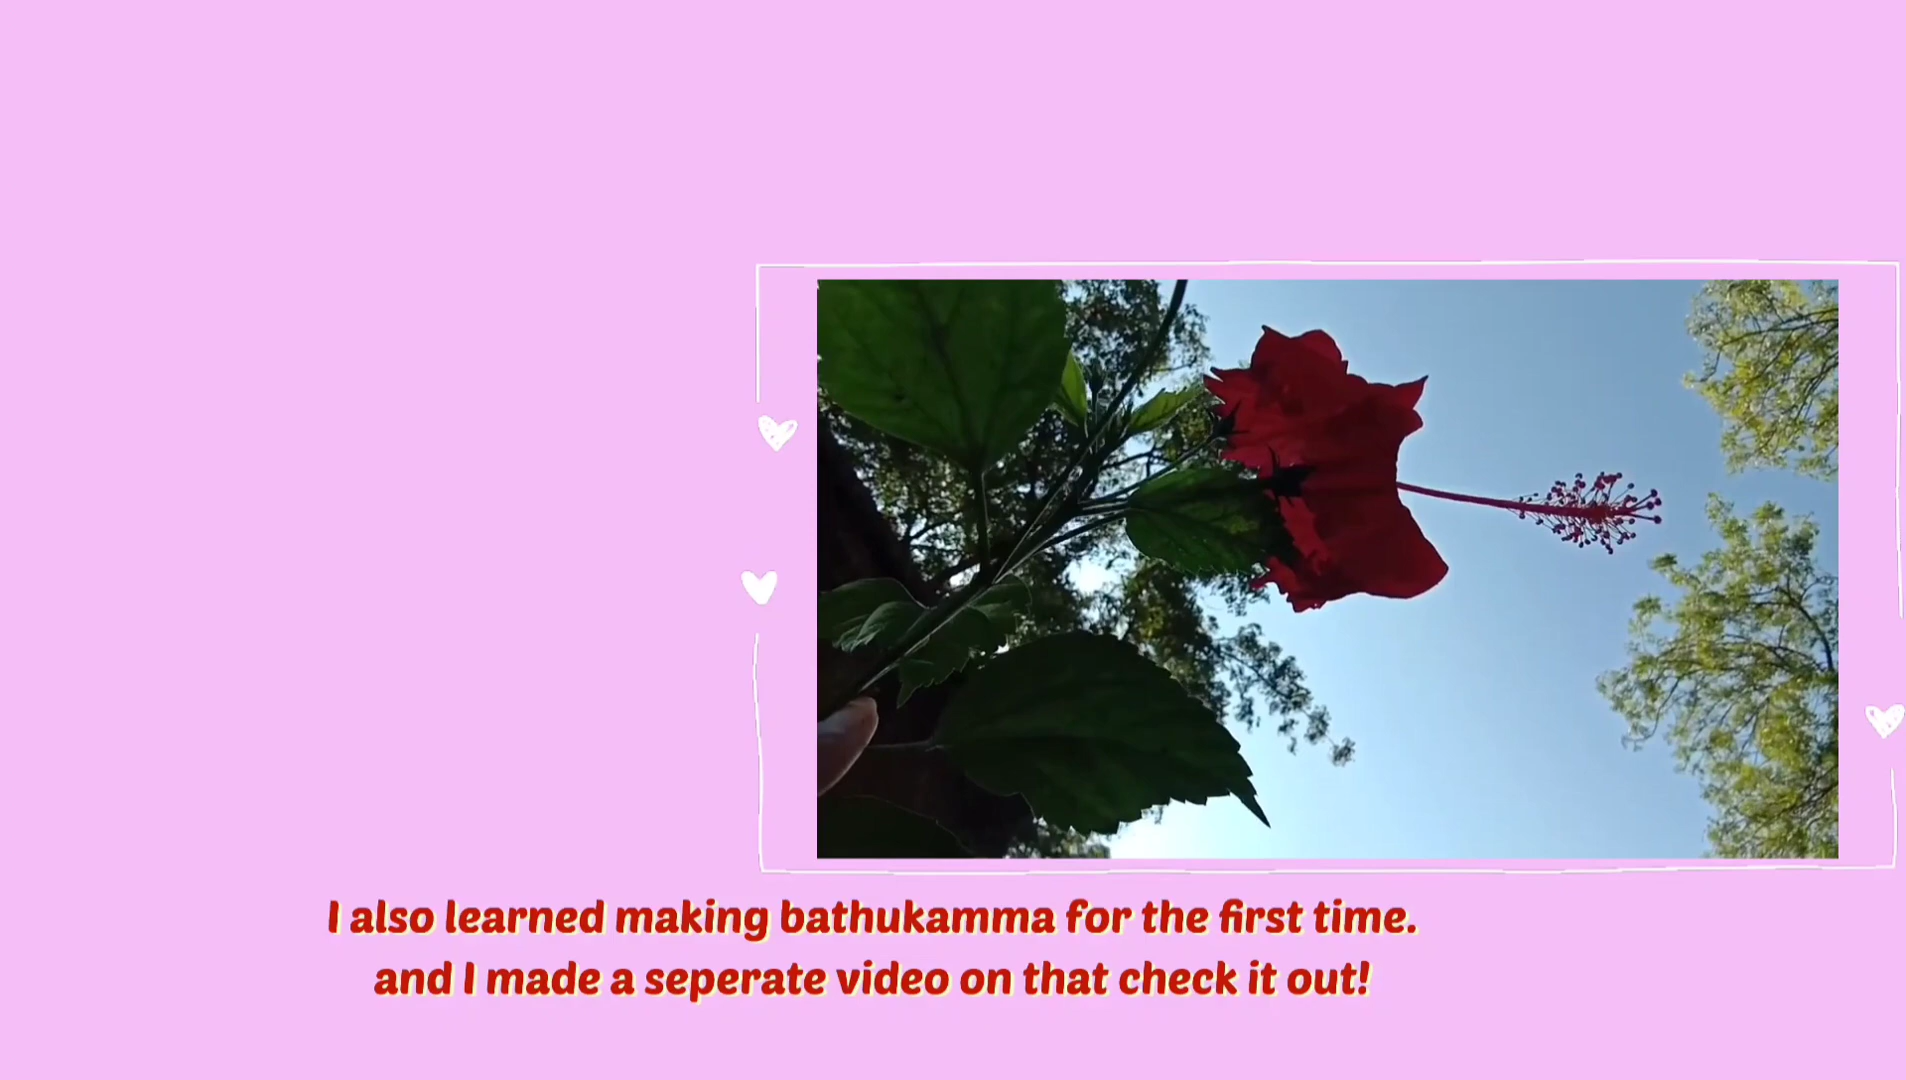 I also learned making bathukamma for the first time.
and I made a seperate video on that check it out!